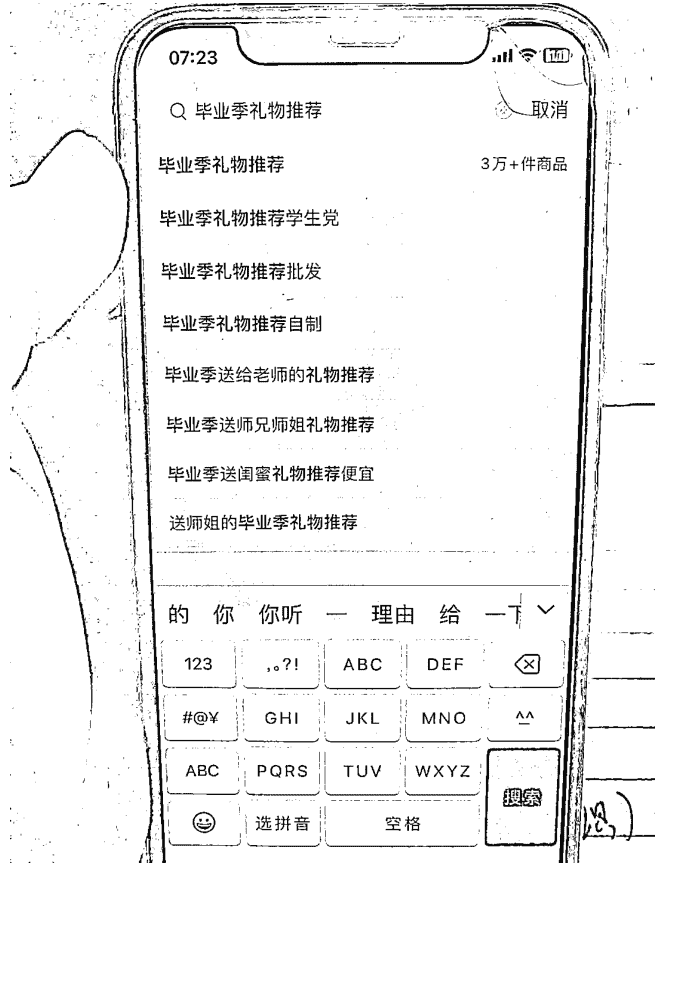 07:23
毕业季礼物推荐 取消
毕业季礼物推荐 3万+件商品
毕业季礼物推荐学生党
毕业季礼物推荐批发
毕业季礼物推荐自制
毕业季送给老师的礼物推荐
毕业季送师兄师姐礼物推荐
毕业季送闺蜜礼物推荐便宜
送师姐的毕业季礼物推荐
的 你 你听 一 理由 给 一下
123 ,。?! ABC DEF
#@¥ GHI JKL MNO ^^
ABC PQRS TUV WXYZ 搜索
选拼音 空格